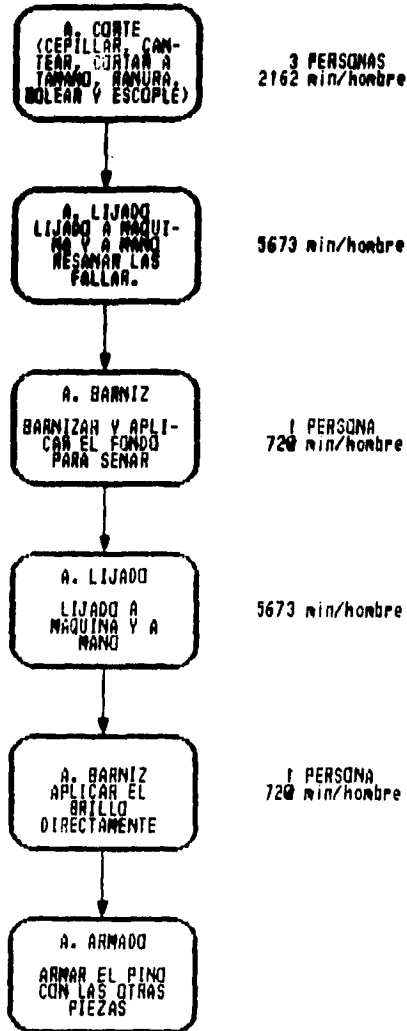 A. CORTE
(CEPILLAR, CAN-
TEAR, CORTAR A
TAMAÑO, RANURA,
BOLEAR Y ESCOPLE)
3 PERSONAS
2162 min/hombre
A. LIJADO
LIJADO A MAQUI-
NA Y A MANO
RESANAR LAS
FALLAR.
5673 min/hombre
A. BARNIZ
BARNIZAR Y APLI-
CAR EL FONDO
PARA SENAR
1 PERSONA
720 min/hombre
A. LIJADO
LIJADO A
MAQUINA Y A
MANO
5673 min/hombre
A. BARNIZ
APLICAR EL
BRILLO
DIRECTAMENTE
1 PERSONA
720 min/hombre
A. ARMADO
ARMAR EL PINO
CON LAS OTRAS
PIEZAS